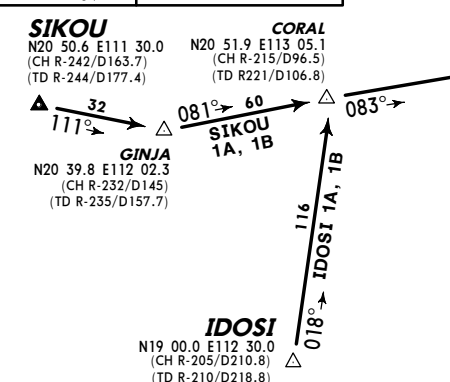 SIKOU
N20 50.6 E111 30.0
(CH R-242/D163.7)
(TD R-244/D177.4)
CORAL
N20 51.9 E113 05.1
(CH R-215/D96.5)
(TD R221/D106.8)
32
111°
081°
60
SIKOU
1A, 1B
083°
GINJA
N20 39.8 E112 02.3
(CH R-232/D145)
(TD R-235/D157.7)
116
IDOSI 1A, 1B
018°
IDOSI
N19 00.0 E112 30.0
(CH R-205/D210.8)
(TD R-210/D218.8)